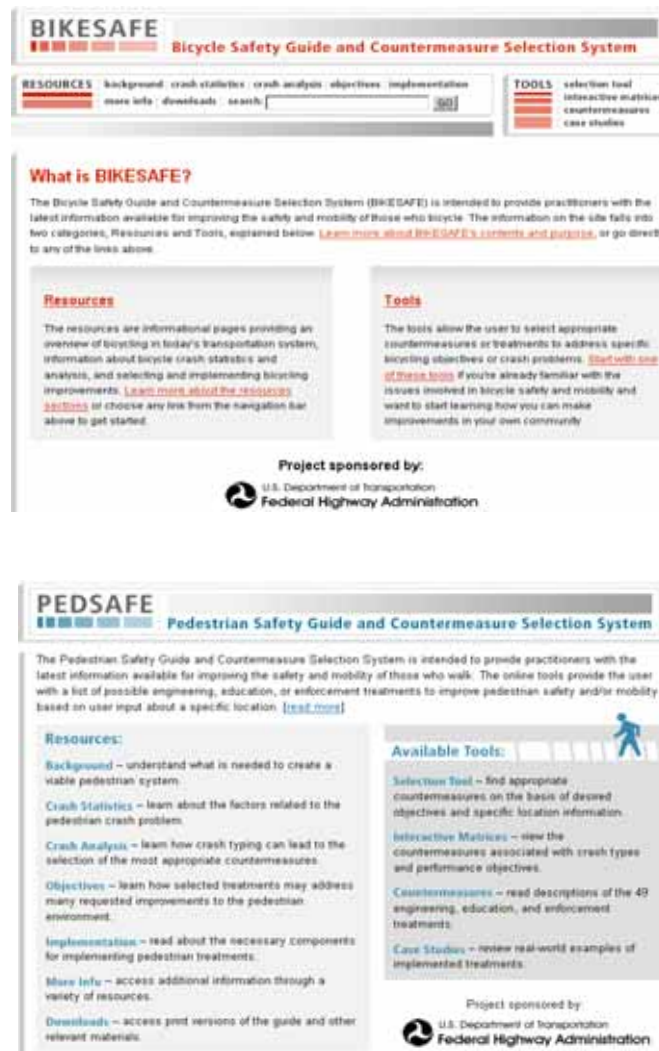 BIKESAFE
Bicycle Safety Guide and Countermeasure Selection System
RESOURCES background crash statistics crash analysis objectives implementation
more info downloads search: GO
TOOLS selection tool
interactive matrices
countermeasures
case studies
What is BIKESAFE?
The Bicycle Safety Guide and Countermeasure Selection System (BIKESAFE) is intended to provide practitioners with the
latest information available for improving the safety and mobility of those who bicycle. The information on the site falls into
two categories, Resources and Tools, explained below. Learn more about BIKESAFE's contents and purpose, or go direct
to any of the links above.
Resources
The resources are informational pages providing an
overview of bicycling in today's transportation system,
information about bicycle crash statistics and
analysis, and selecting and implementing bicycling
improvements. Learn more about the resources
sections or choose any link from the navigation bar
above to get started.
Tools
The tools allow the user to select appropriate
countermeasures or treatments to address specific
bicycling objectives or crash problems. Start with one
of these tools if you're already familiar with the
issues involved in bicycle safety and mobility and
want to start learning how you can make
improvements in your own community.
Project sponsored by:
U.S. Department of Transportation
Federal Highway Administration
PEDSAFE
Pedestrian Safety Guide and Countermeasure Selection System
The Pedestrian Safety Guide and Countermeasure Selection System is intended to provide practitioners with the
latest information available for improving the safety and mobility of those who walk. The online tools provide the user
with a list of possible engineering, education, or enforcement treatments to improve pedestrian safety and/or mobility
based on user input about a specific location. [read more]
Resources:
Background – understand what is needed to create a
viable pedestrian system.
Crash Statistics – learn about the factors related to the
pedestrian crash problem.
Crash Analysis – learn how crash typing can lead to the
selection of the most appropriate countermeasures.
Objectives – learn how selected treatments may address
many requested improvements to the pedestrian
environment.
Implementation – read about the necessary components
for implementing pedestrian treatments.
More Info – access additional information through a
variety of resources.
Downloads – access print versions of the guide and other
relevant materials.
Available Tools:
Selection Tool – find appropriate
countermeasures on the basis of desired
objectives and specific location information.
Interactive Matrices – view the
countermeasures associated with crash types
and performance objectives.
Countermeasures – read descriptions of the 49
engineering, education, and enforcement
treatments.
Case Studies – review real-world examples of
implemented treatments.
Project sponsored by
U.S. Department of Transportation
Federal Highway Administration